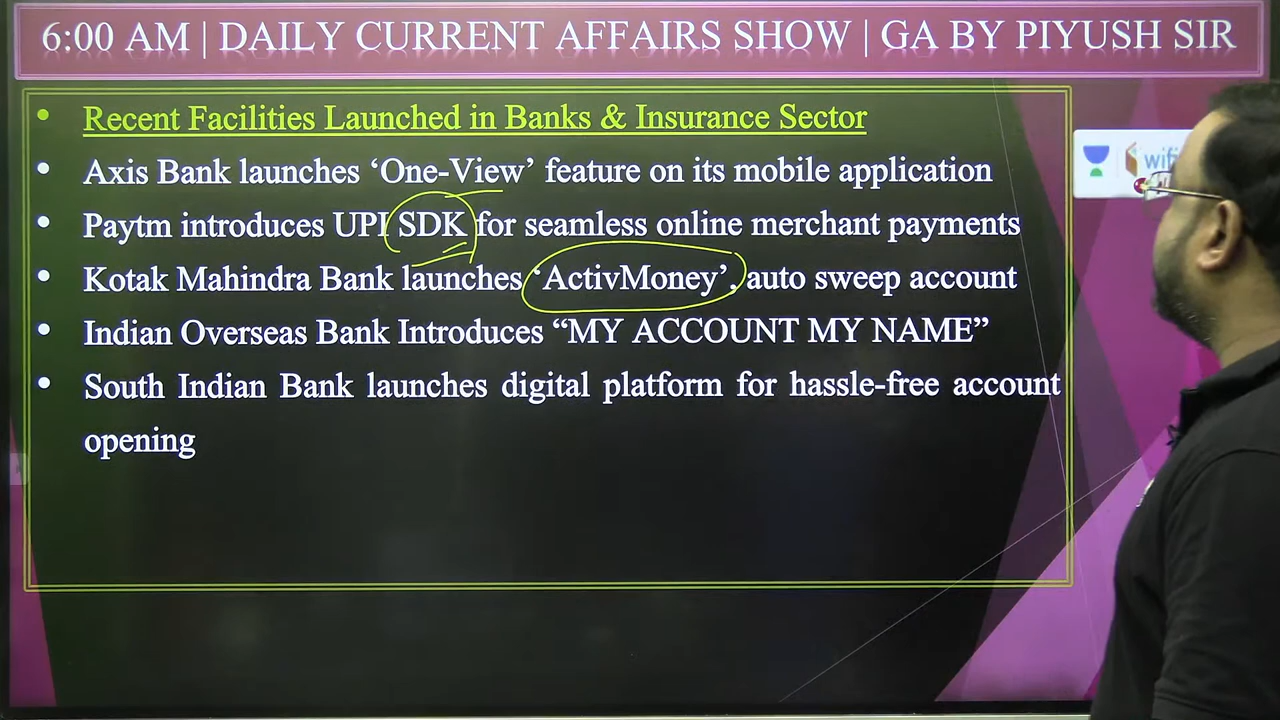 6:00 AM | DAILY CURRENT AFFAIRS SHOW | GA BY PIYUSH SIR
• Recent Facilities Launched in Banks & Insurance Sector
• Axis Bank launches ‘One-View’ feature on its mobile application
• Paytm introduces UPI SDK for seamless online merchant payments
• Kotak Mahindra Bank launches ‘ActivMoney’, auto sweep account
• Indian Overseas Bank Introduces “MY ACCOUNT MY NAME”
• South Indian Bank launches digital platform for hassle-free account
opening